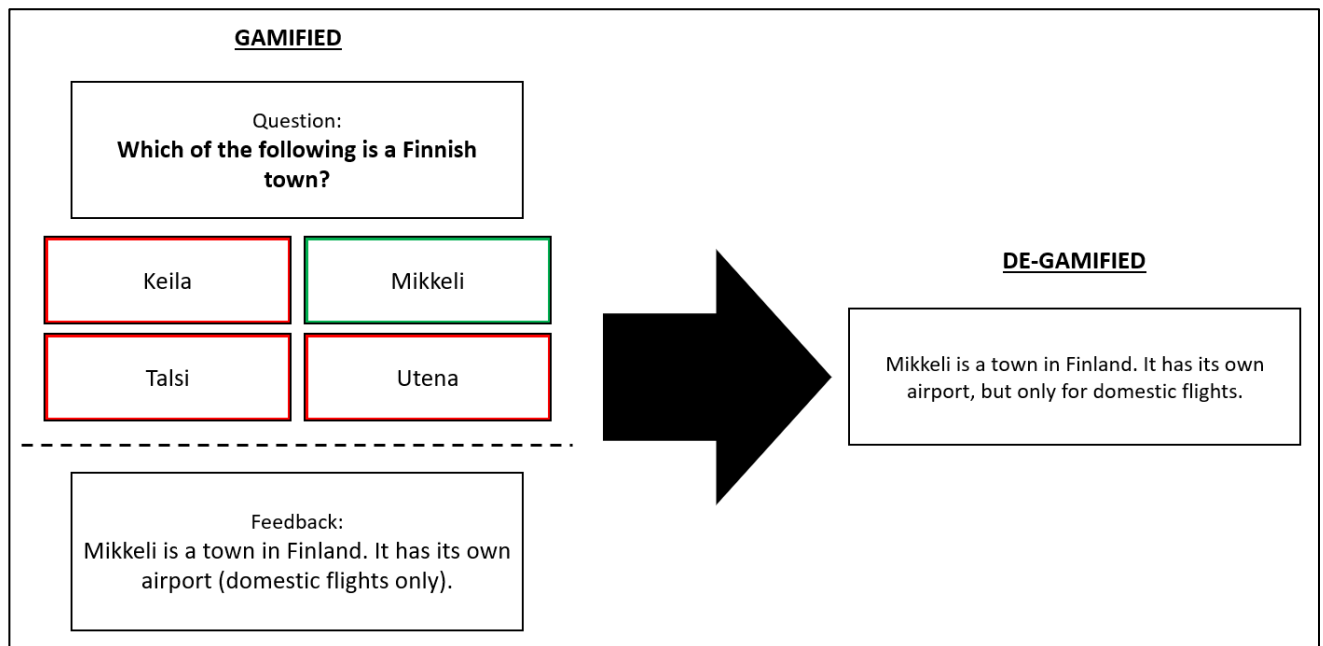 GAMIFIED
Question:
Which of the following is a Finnish
town?
Keila
Mikkeli
Talsi
Utena
Feedback:
Mikkeli is a town in Finland. It has its own
airport (domestic flights only).
DE-GAMIFIED
Mikkeli is a town in Finland. It has its own
airport, but only for domestic flights.